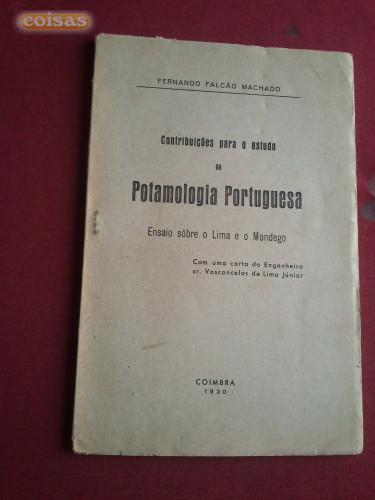 coisas
FERNANDO FALCÃO MACHADO
Contribuições para o estudo
da
Potamologia Portuguesa
Ensaio sôbre o Lima e o Mondego
Com uma carta do Engenheiro
sr. Vasconcelos de Lima Júnior
COIMBRA
1930